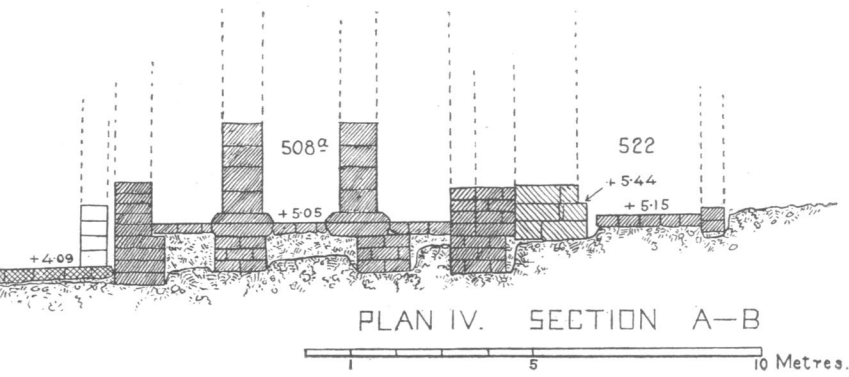 508a
522
+5·44
+5·15
+5·05
+4·09
PLAN IV. SECTION A—B
1 5 10 Metres.